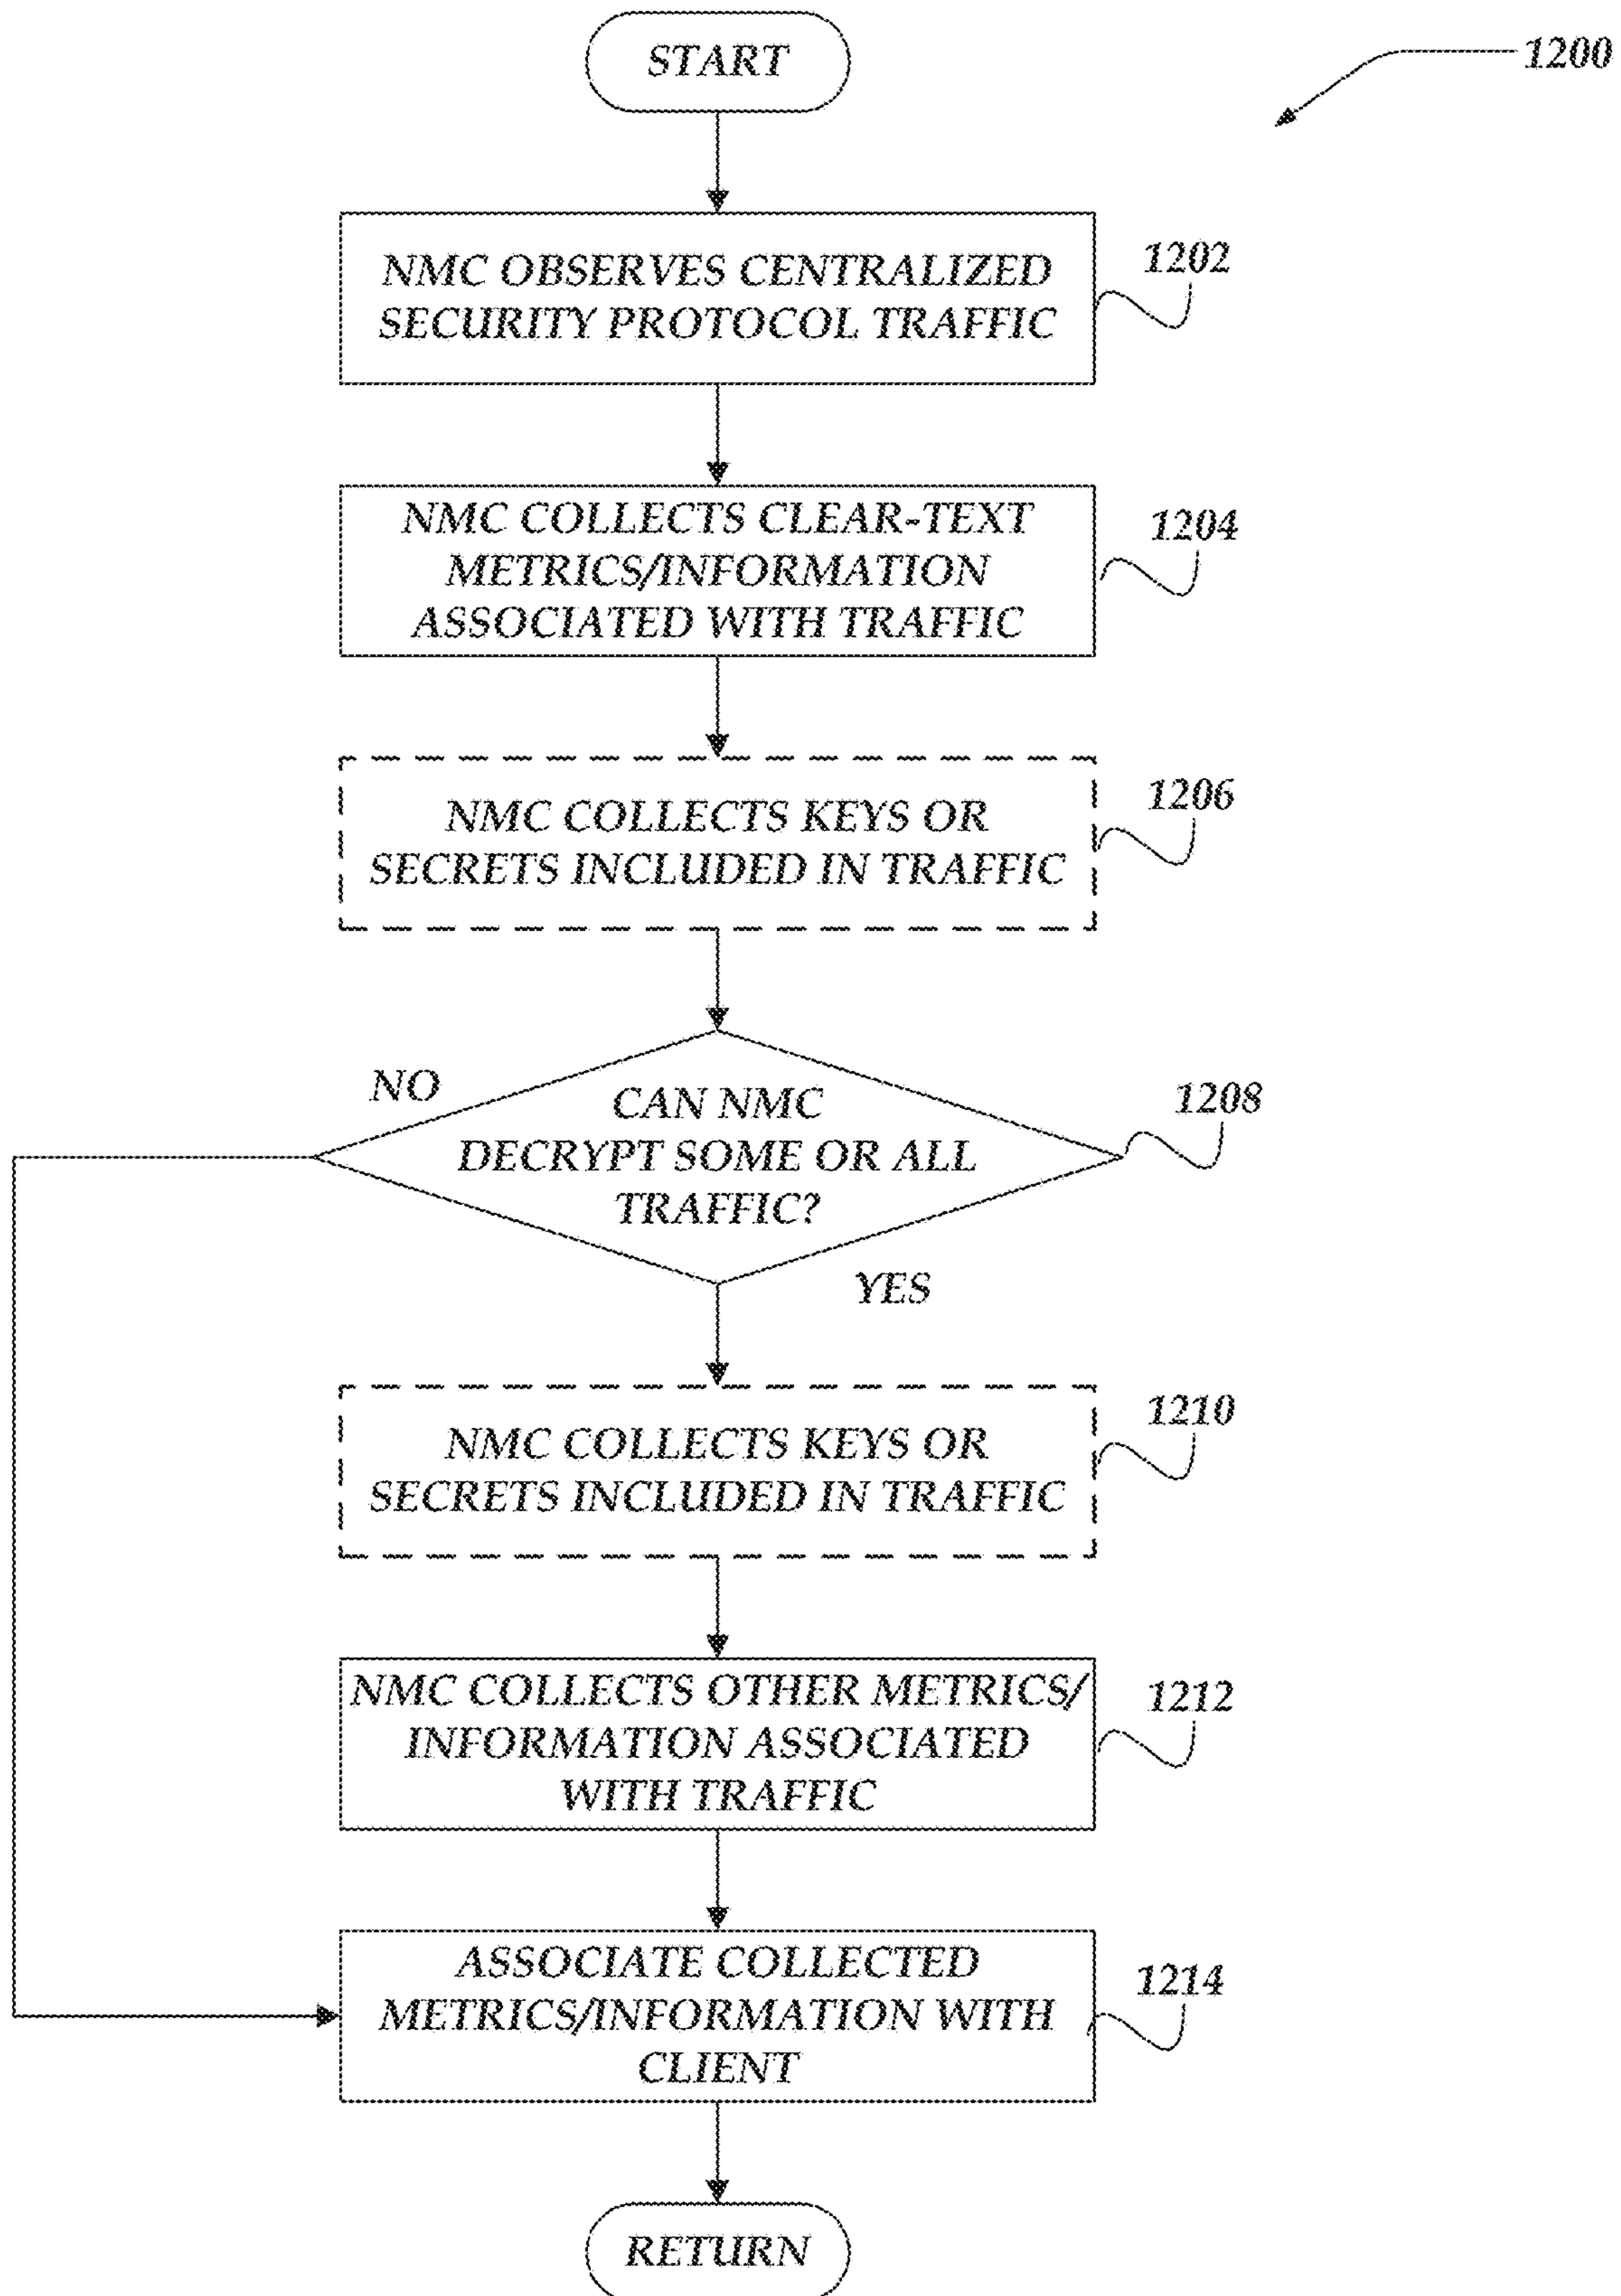 START
1200
NMC OBSERVES CENTRALIZED
SECURITY PROTOCOL TRAFFIC
1202
NMC COLLECTS CLEAR-TEXT
METRICS/INFORMATION
ASSOCIATED WITH TRAFFIC
1204
NMC COLLECTS KEYS OR
SECRETS INCLUDED IN TRAFFIC
1206
NO
CAN NMC
DECRYPT SOME OR ALL
TRAFFIC?
1208
YES
NMC COLLECTS KEYS OR
SECRETS INCLUDED IN TRAFFIC
1210
NMC COLLECTS OTHER METRICS/
INFORMATION ASSOCIATED
WITH TRAFFIC
1212
ASSOCIATE COLLECTED
METRICS/INFORMATION WITH
CLIENT
1214
RETURN